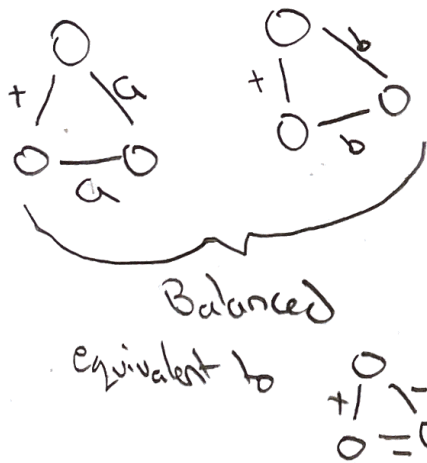 + a + b
a b
Balanced
equivalent to
+ -
-